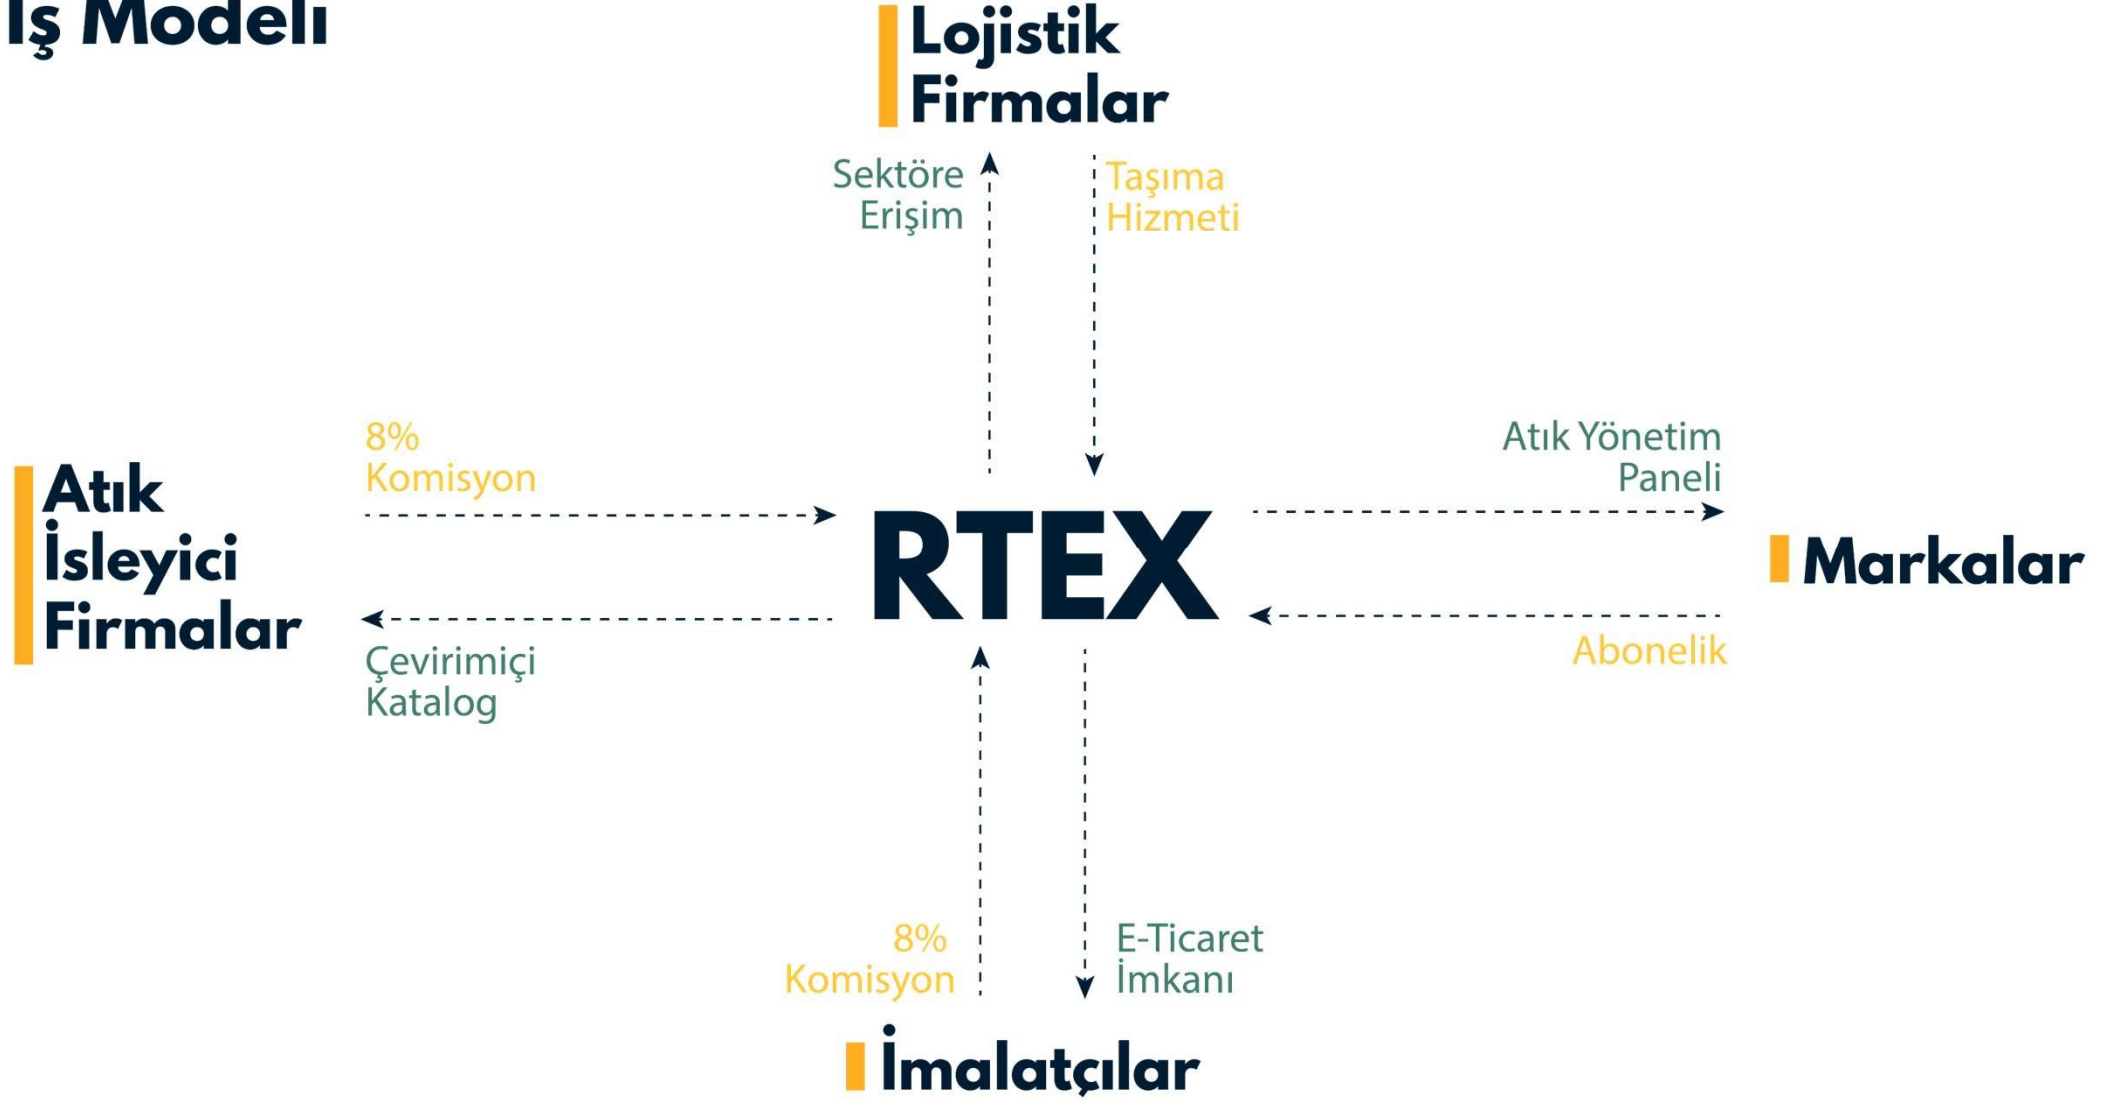 İş Modeli
Lojistik
Firmalar
Sektöre
Erişim
Taşıma
Hizmeti
8%
Komisyon
Atık Yönetim
Paneli
Atık
İsleyici
Firmalar
RTEX
Markalar
Çevirimiçi
Katalog
Abonelik
8%
Komisyon
E-Ticaret
İmkanı
İmalatçılar